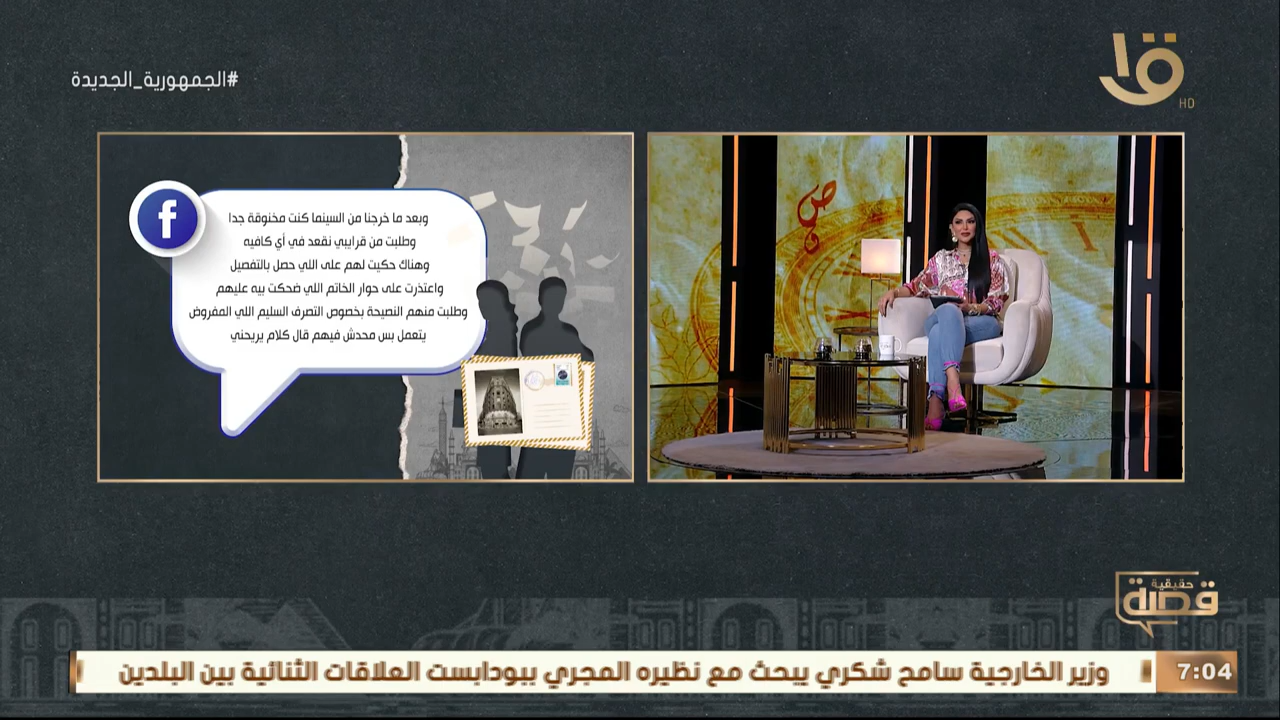 #الجمهورية_الجديدة
HD
وبعد ما خرجنا من السينما كنت مخنوقة جدا
وطلبت من قرايبي نقعد في أي كافيه
وهناك حكيت لهم على اللي حصل بالتفصيل
واعتذرت على حوار الخاتم اللي ضحكت بيه عليهم
وطلبت منهم النصيحة بخصوص التصرف السليم اللي المفروض
يتعمل بس محدش فيهم قال كلام يريحني
قصة حقيقية
وزير الخارجية سامح شكري يبحث مع نظيره المجري ببودابست العلاقات الثنائية بين البلدين
7:04